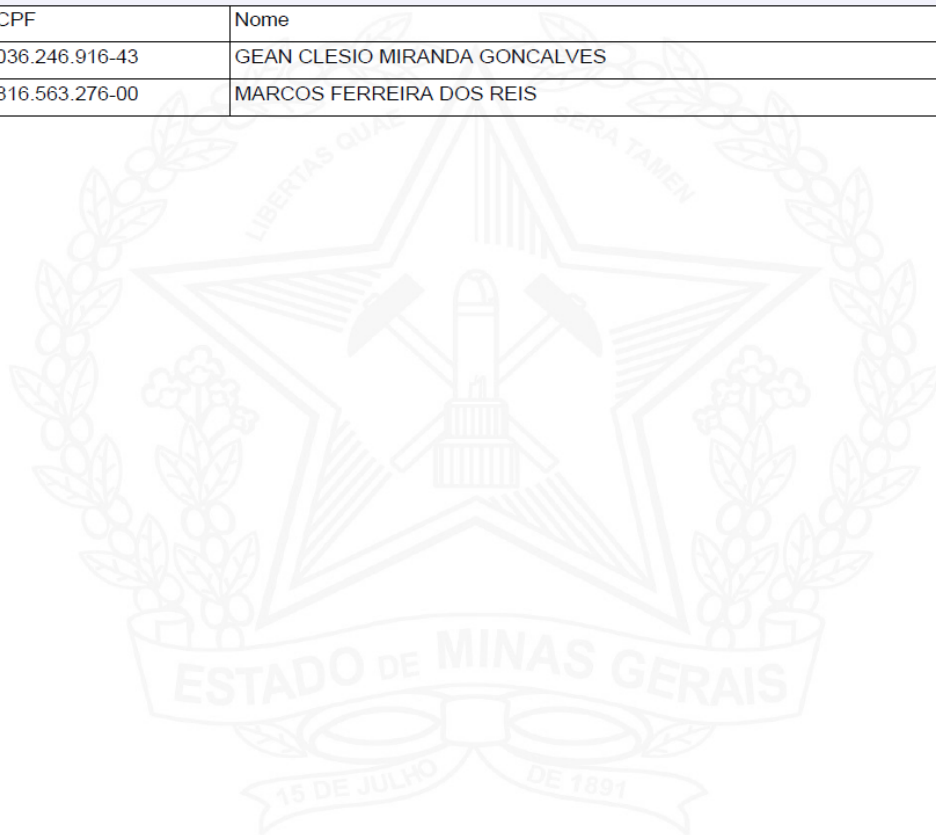 CPF Nome
036.246.916-43 GEAN CLESIO MIRANDA GONCALVES
816.563.276-00 MARCOS FERREIRA DOS REIS
LIBERTAS QUAE SERA TAMEN
ESTADO DE MINAS GERAIS
15 DE JULHO DE 1891